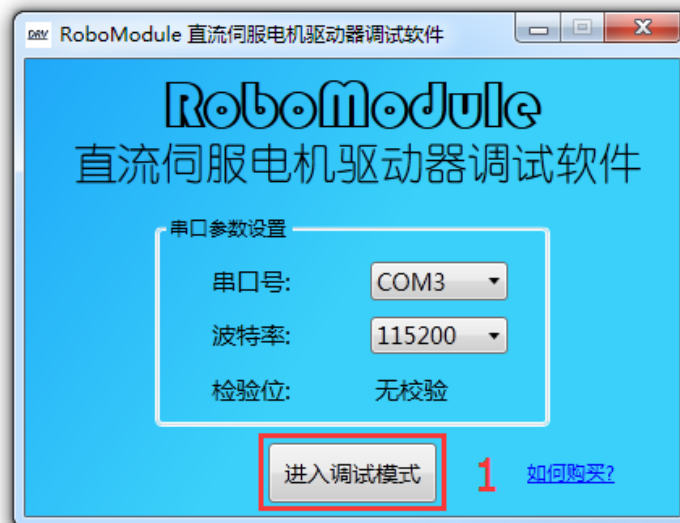 DRV RoboModule 直流伺服电机驱动器调试软件
RoboModule
直流伺服电机驱动器调试软件
串口参数设置
串口号: COM3
波特率: 115200
检验位: 无校验
进入调试模式 1 如何购买?